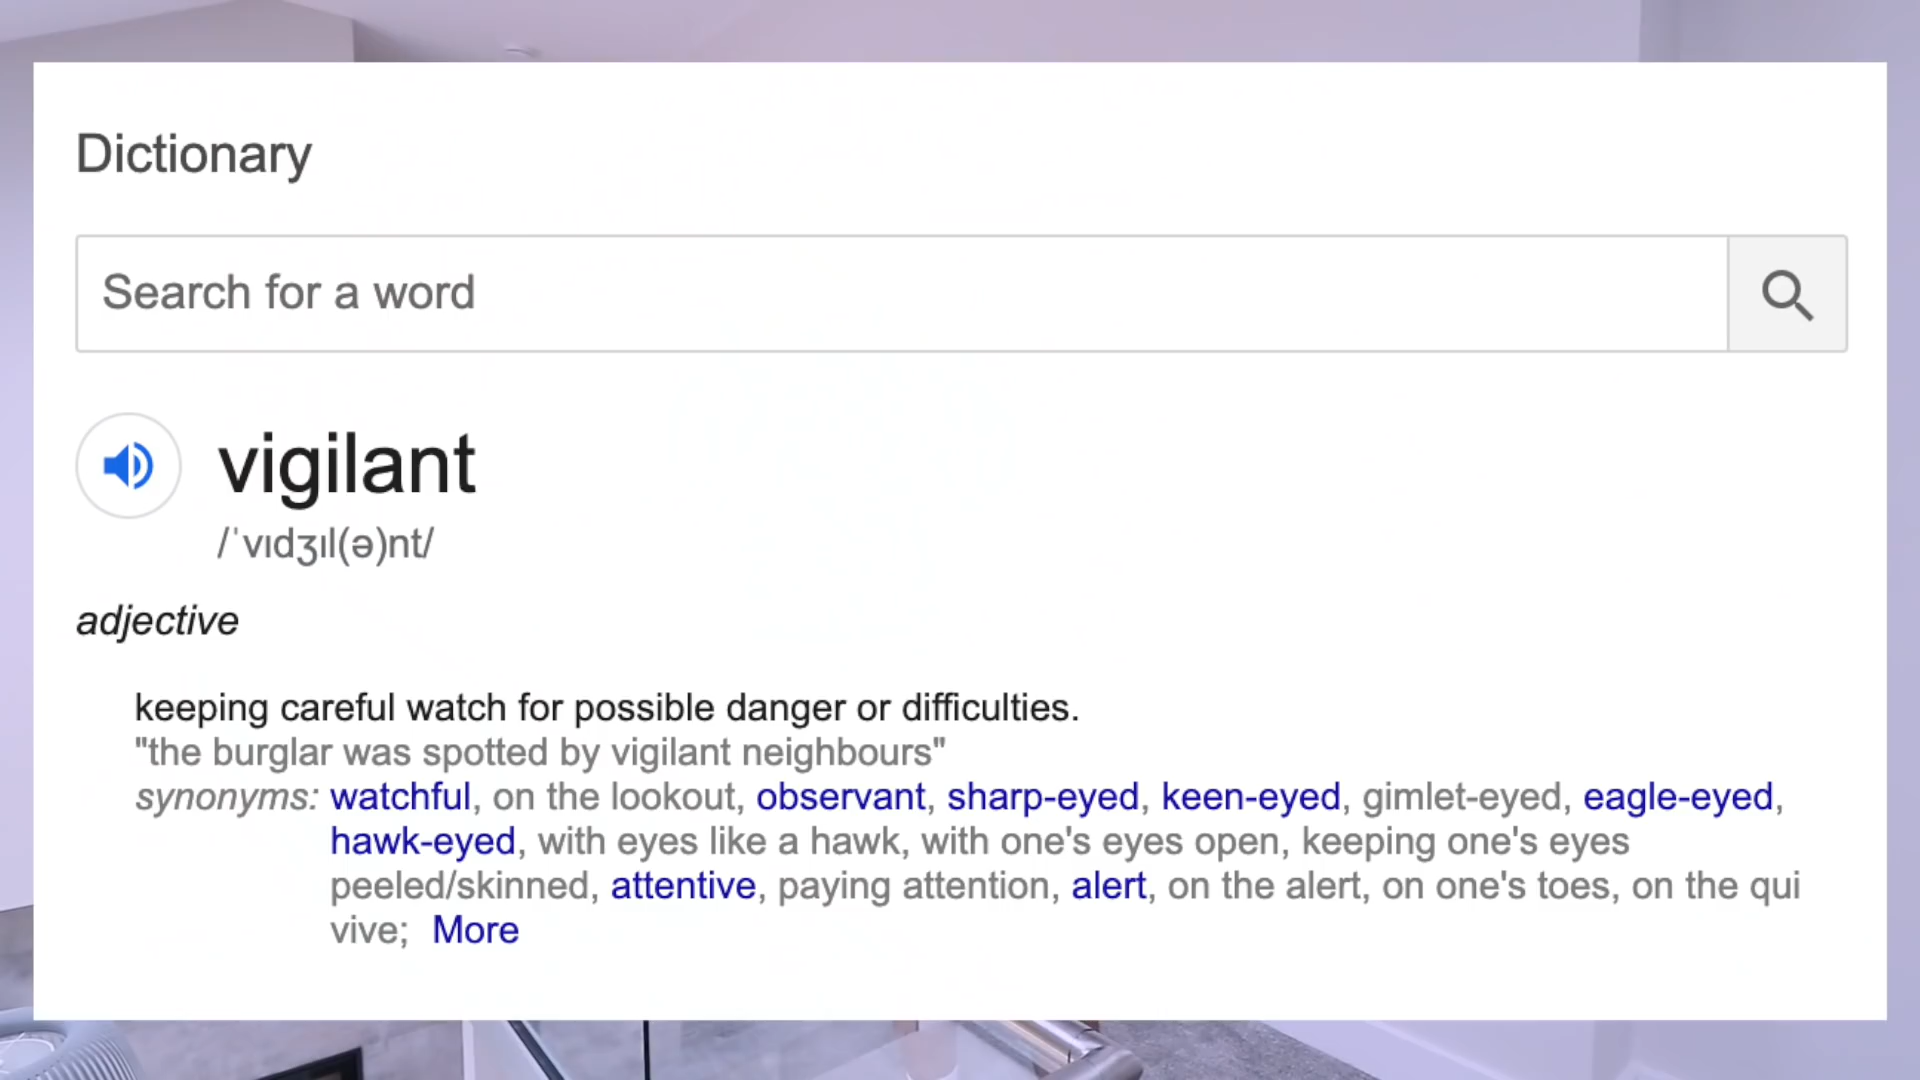 Dictionary
Search for a word
vigilant
/ˈvɪdʒɪl(ə)nt/
adjective
keeping careful watch for possible danger or difficulties.
"the burglar was spotted by vigilant neighbours"
synonyms: watchful, on the lookout, observant, sharp-eyed, keen-eyed, gimlet-eyed, eagle-eyed,
hawk-eyed, with eyes like a hawk, with one's eyes open, keeping one's eyes
peeled/skinned, attentive, paying attention, alert, on the alert, on one's toes, on the qui
vive; More